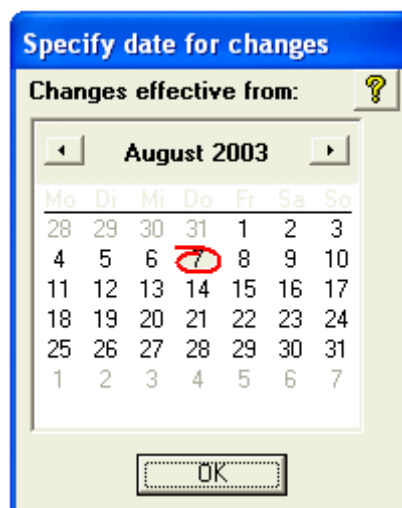 Specify date for changes
Changes effective from:
?
August 2003
Mo Di Mi Do Fr Sa So
28 29 30 31 1 2 3
4 5 6 7 8 9 10
11 12 13 14 15 16 17
18 19 20 21 22 23 24
25 26 27 28 29 30 31
1 2 3 4 5 6 7
OK